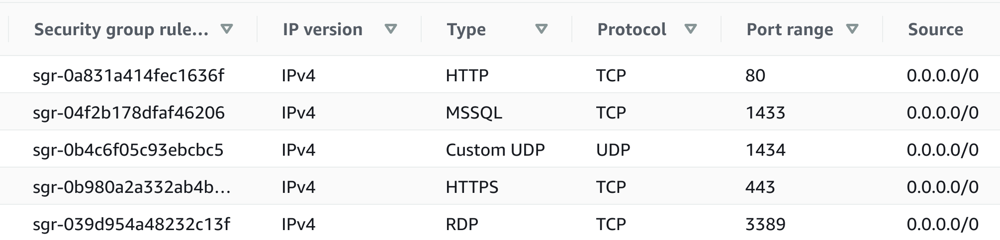 Security group rule... IP version Type Protocol Port range Source
sgr-0a831a414fec1636f IPv4 HTTP TCP 80 0.0.0.0/0
sgr-04f2b178dfaf46206 IPv4 MSSQL TCP 1433 0.0.0.0/0
sgr-0b4c6f05c93ebcbc5 IPv4 Custom UDP UDP 1434 0.0.0.0/0
sgr-0b980a2a332ab4b... IPv4 HTTPS TCP 443 0.0.0.0/0
sgr-039d954a48232c13f IPv4 RDP TCP 3389 0.0.0.0/0